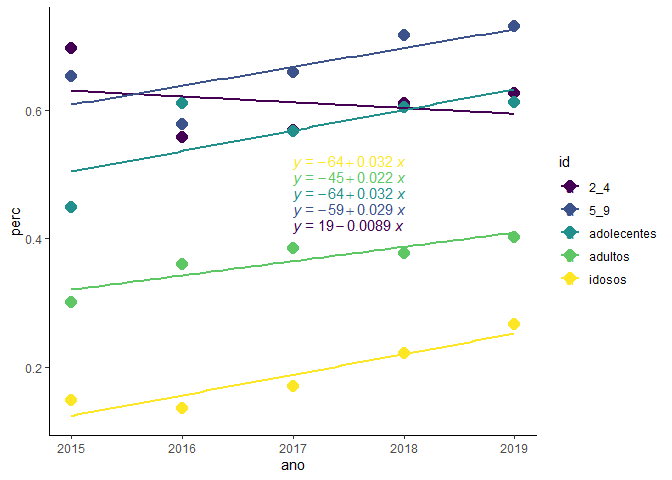 0.6
0.4
0.2
perc
y = −64 + 0.032 x
y = −45 + 0.022 x
y = −64 + 0.032 x
y = −59 + 0.029 x
y = 19 − 0.0089 x
id
2_4
5_9
adolecentes
adultos
idosos
2015 2016 2017 2018 2019
ano